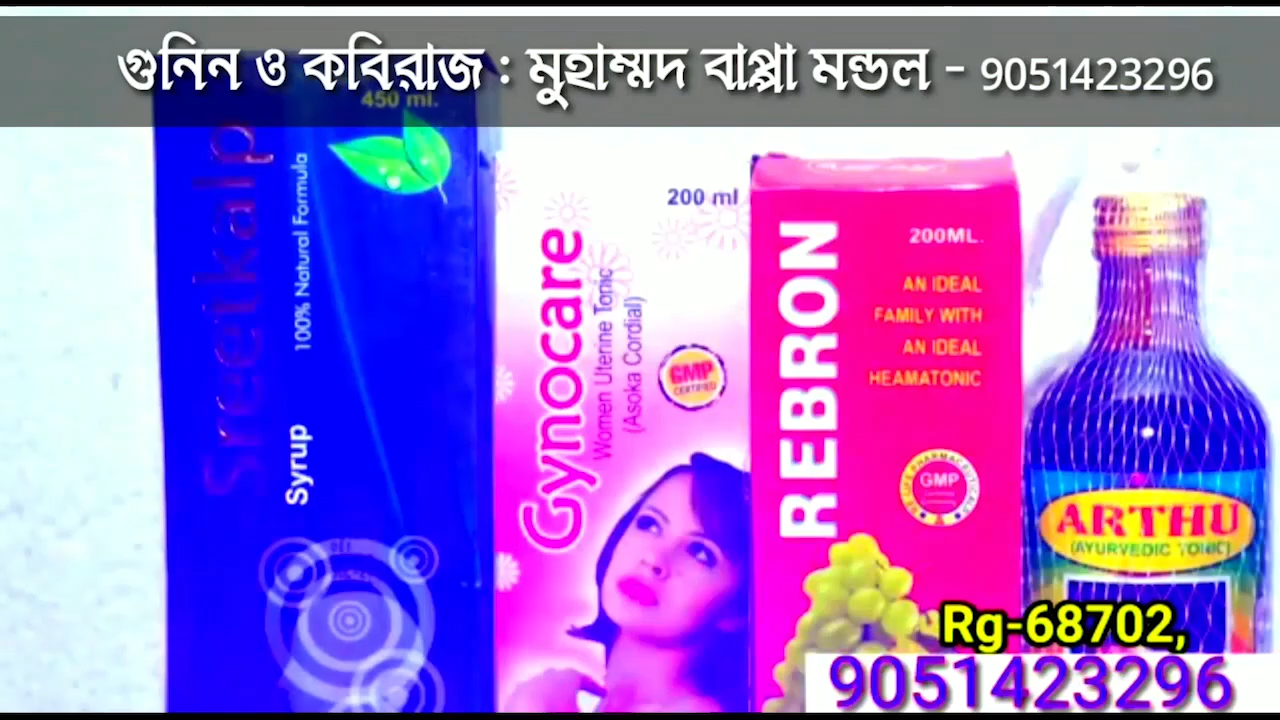 গুনিন ও কবিরাজ : মুহাম্মদ বাপ্পা মন্ডল - 9051423296
450 ml.
Sreetkalp
100% Natural Formula
Syrup
200 ml
Gynocare
Women Uterine Tonic
(Asoka Cordial)
GMP
CERTIFIED
REBRON
200ML.
AN IDEAL
FAMILY WITH
AN IDEAL
HEAMATONIC
GMP
ARTHU
(AYURVEDIC TONIC)
Rg-68702,
9051423296